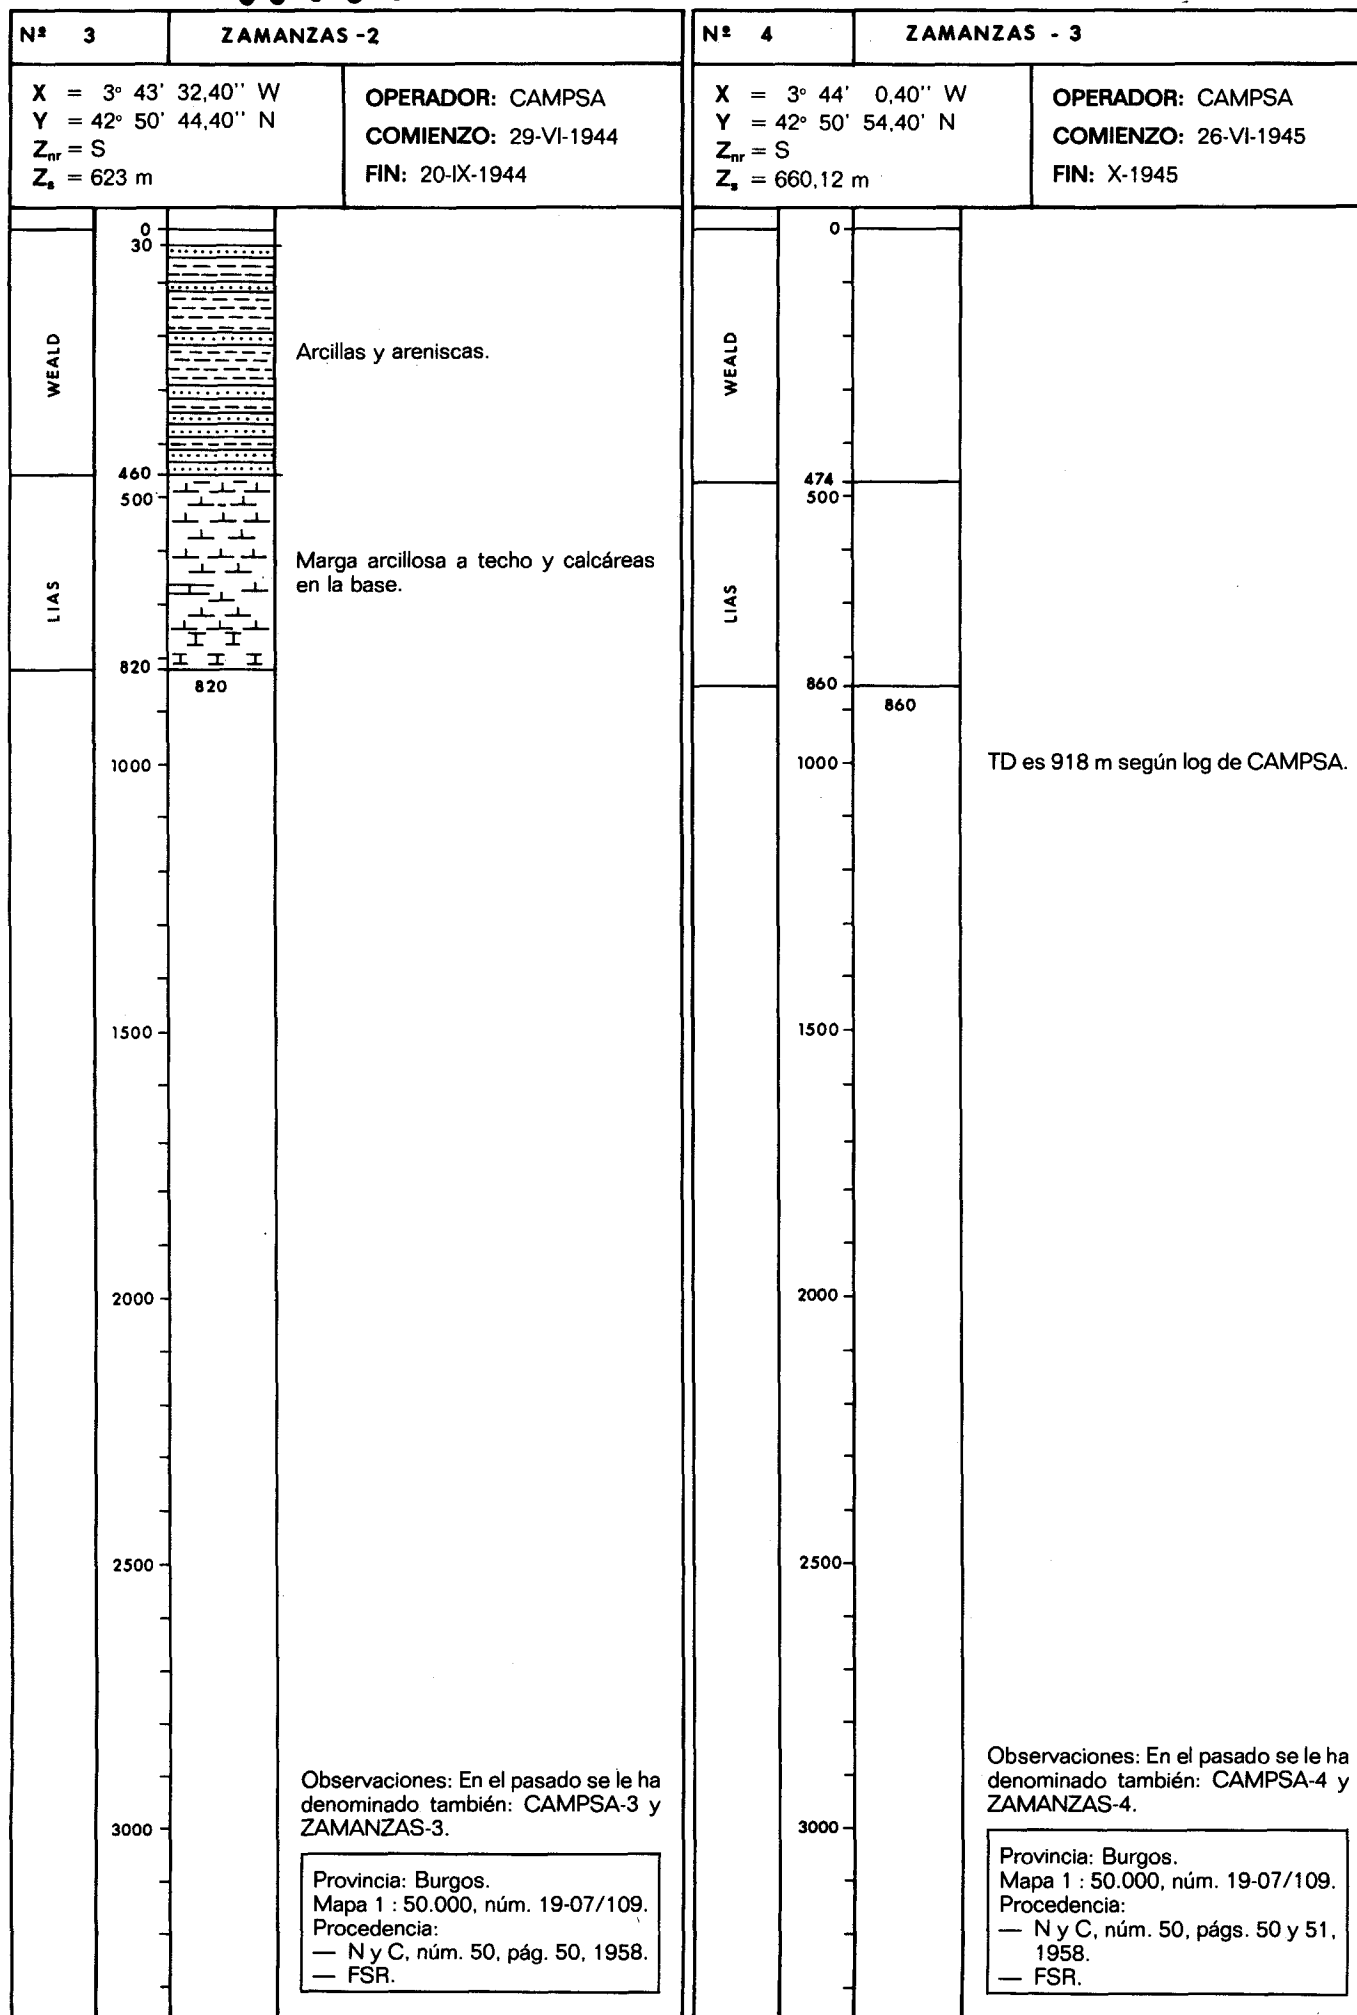 Nº 3 ZAMANZAS -2
X = 3° 43' 32,40'' W
Y = 42° 50' 44,40'' N
Znr = S
Zs = 623 m
OPERADOR: CAMPSA
COMIENZO: 29-VI-1944
FIN: 20-IX-1944
0
30
WEALD
Arcillas y areniscas.
460
500
Marga arcillosa a techo y calcáreas
en la base.
LIAS
820
820
1000
1500
2000
2500
3000
Observaciones: En el pasado se le ha
denominado también: CAMPSA-3 y
ZAMANZAS-3.
Provincia: Burgos.
Mapa 1 : 50.000, núm. 19-07/109.
Procedencia:
— N y C, núm. 50, pág. 50, 1958.
— FSR.
Nº 4 ZAMANZAS - 3
X = 3° 44' 0,40'' W
Y = 42° 50' 54,40' N
Znr = S
Zs = 660,12 m
OPERADOR: CAMPSA
COMIENZO: 26-VI-1945
FIN: X-1945
0
WEALD
474
500
LIAS
860
860
TD es 918 m según log de CAMPSA.
1000
1500
2000
2500
3000
Observaciones: En el pasado se le ha
denominado también: CAMPSA-4 y
ZAMANZAS-4.
Provincia: Burgos.
Mapa 1 : 50.000, núm. 19-07/109.
Procedencia:
— N y C, núm. 50, págs. 50 y 51,
1958.
— FSR.